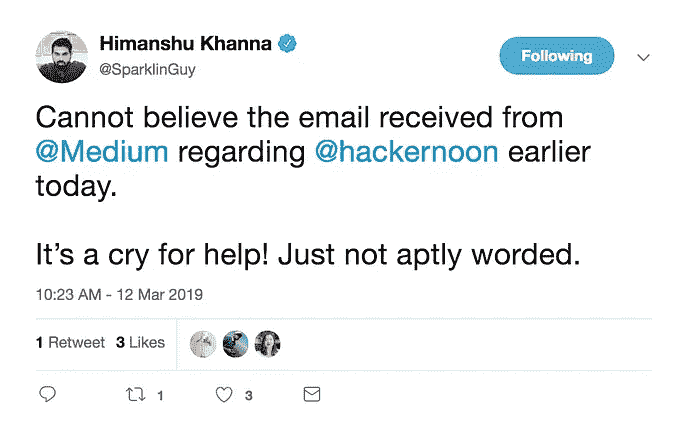 Himanshu Khanna
@SparklinGuy
Following
Cannot believe the email received from
@Medium regarding @hackernoon earlier
today.
It's a cry for help! Just not aptly worded.
10:23 AM - 12 Mar 2019
1 Retweet 3 Likes
1 3